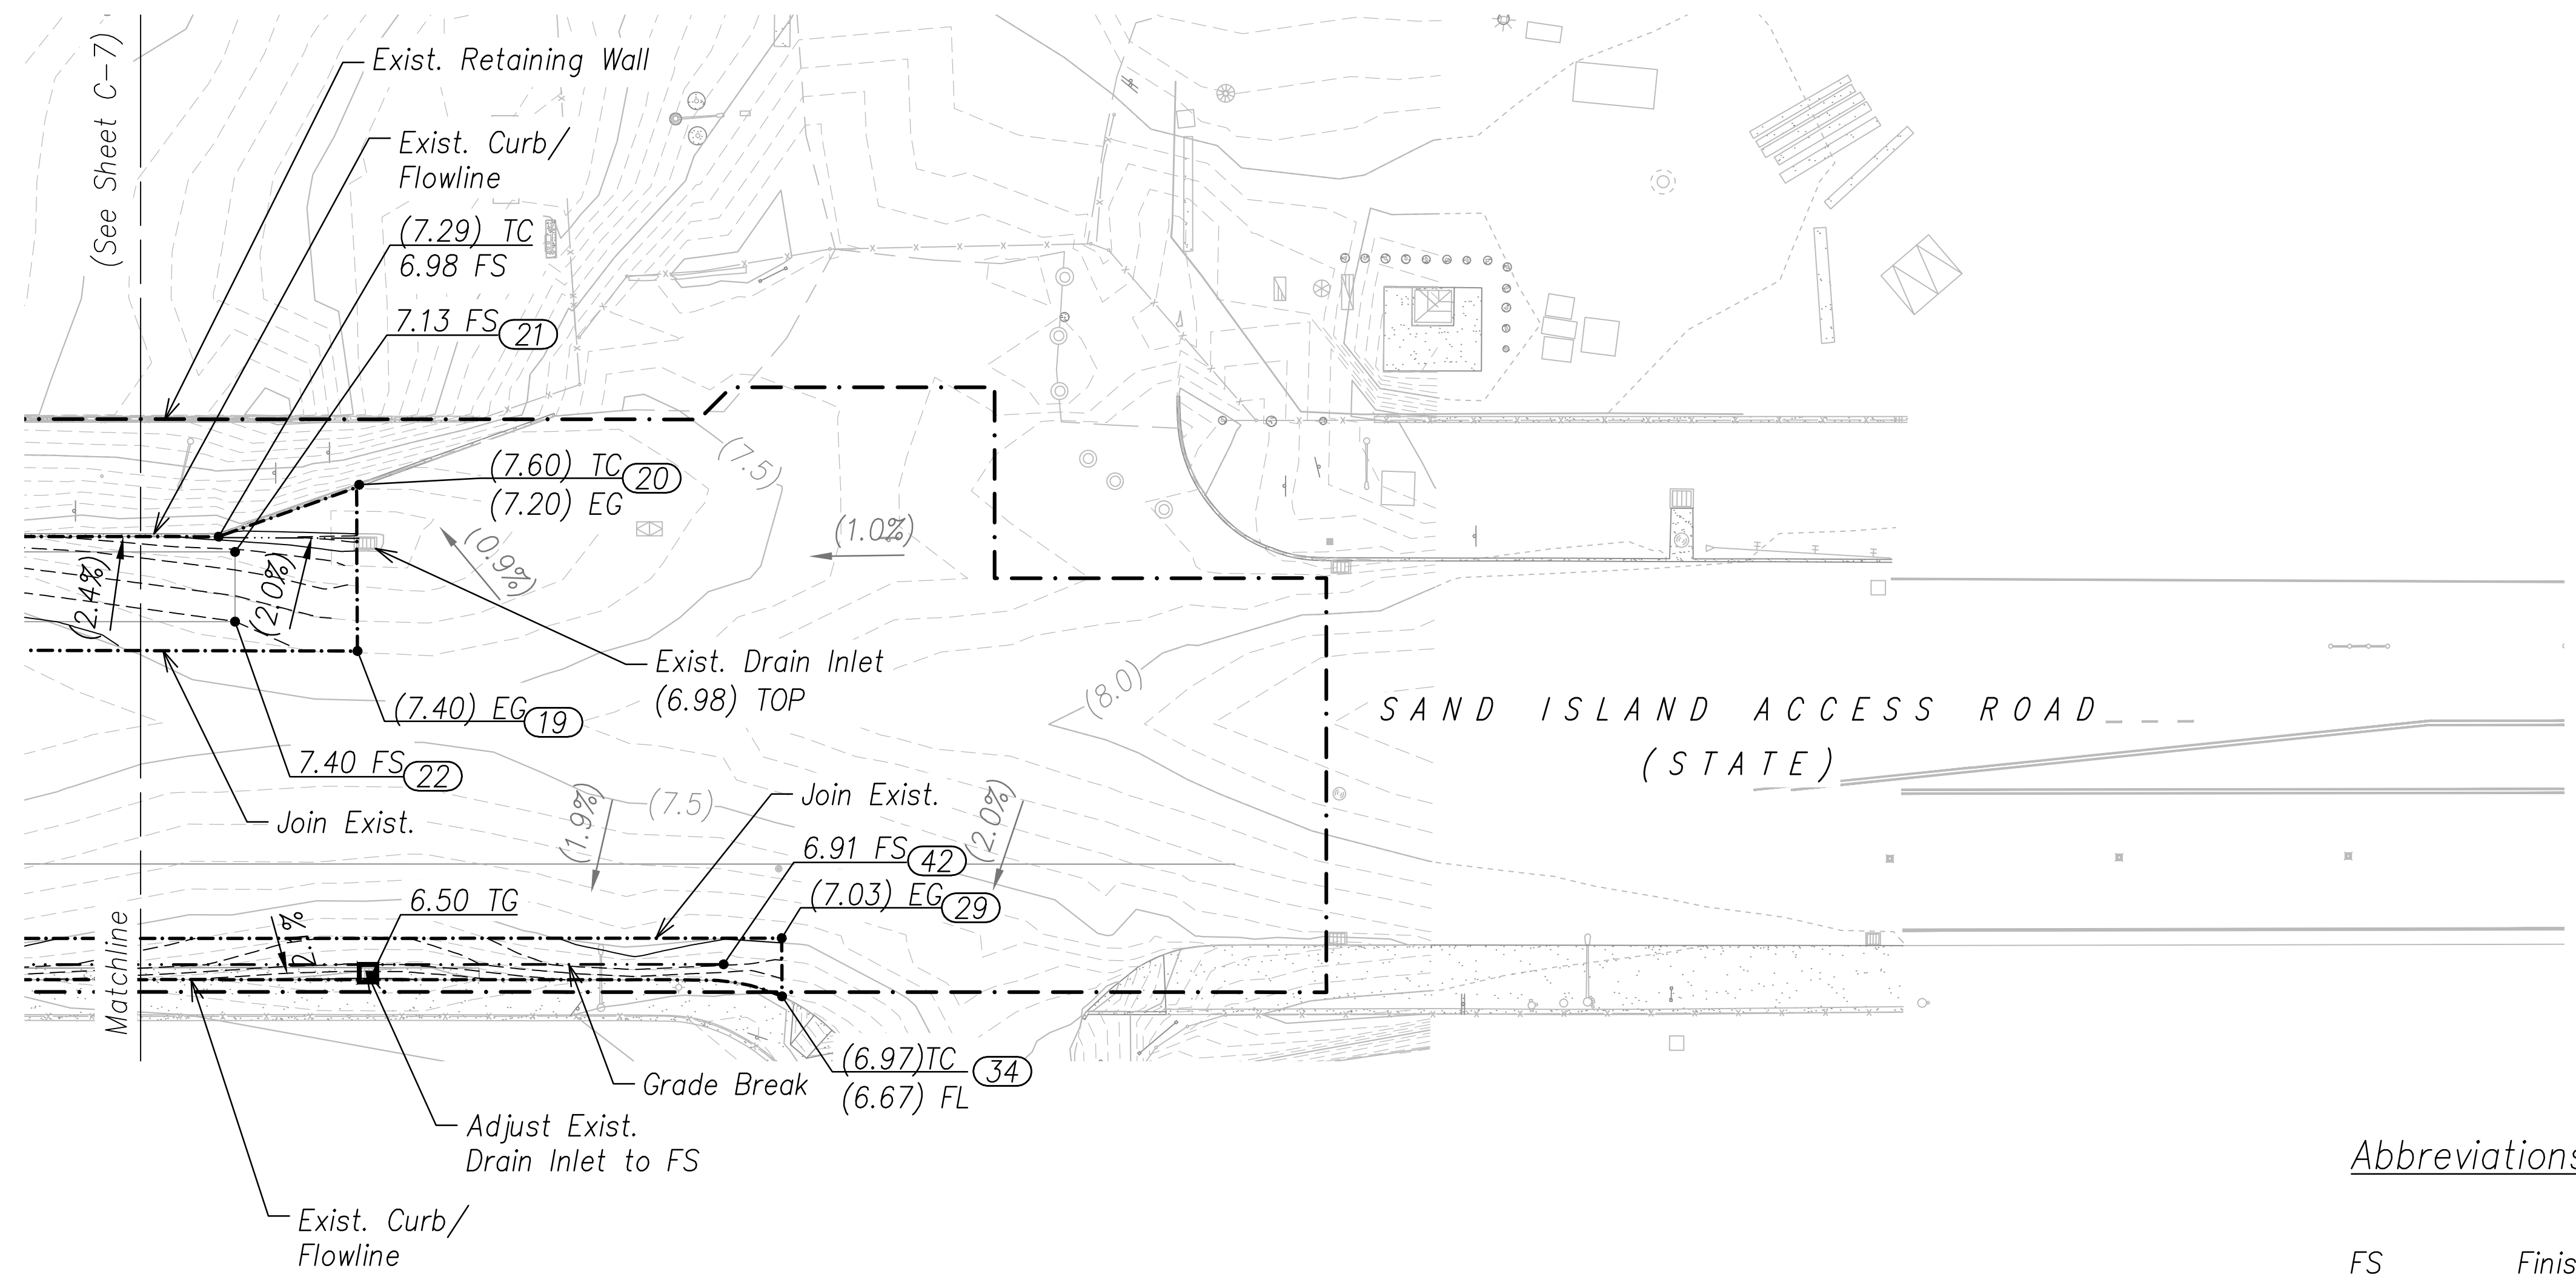 (See Sheet C-7)
Exist. Retaining Wall
Exist. Curb/
Flowline
(7.29) TC
6.98 FS
7.13 FS 21
(7.60) TC 20
(7.20) EG
(7.5)
(0.9%)
(1.0%)
(2.4%)
(2.0%)
Exist. Drain Inlet
(6.98) TOP
(7.40) EG 19
7.40 FS 22
Join Exist.
(8.0)
SAND ISLAND ACCESS ROAD
(STATE)
(1.9%)
(7.5)
Join Exist.
(2.0%)
6.91 FS 42
(7.03) EG 29
6.50 TG
2.1%
Matchline
(6.97)TC 34
(6.67) FL
Grade Break
Adjust Exist.
Drain Inlet to FS
Exist. Curb/
Flowline
Abbreviations
FS Finis